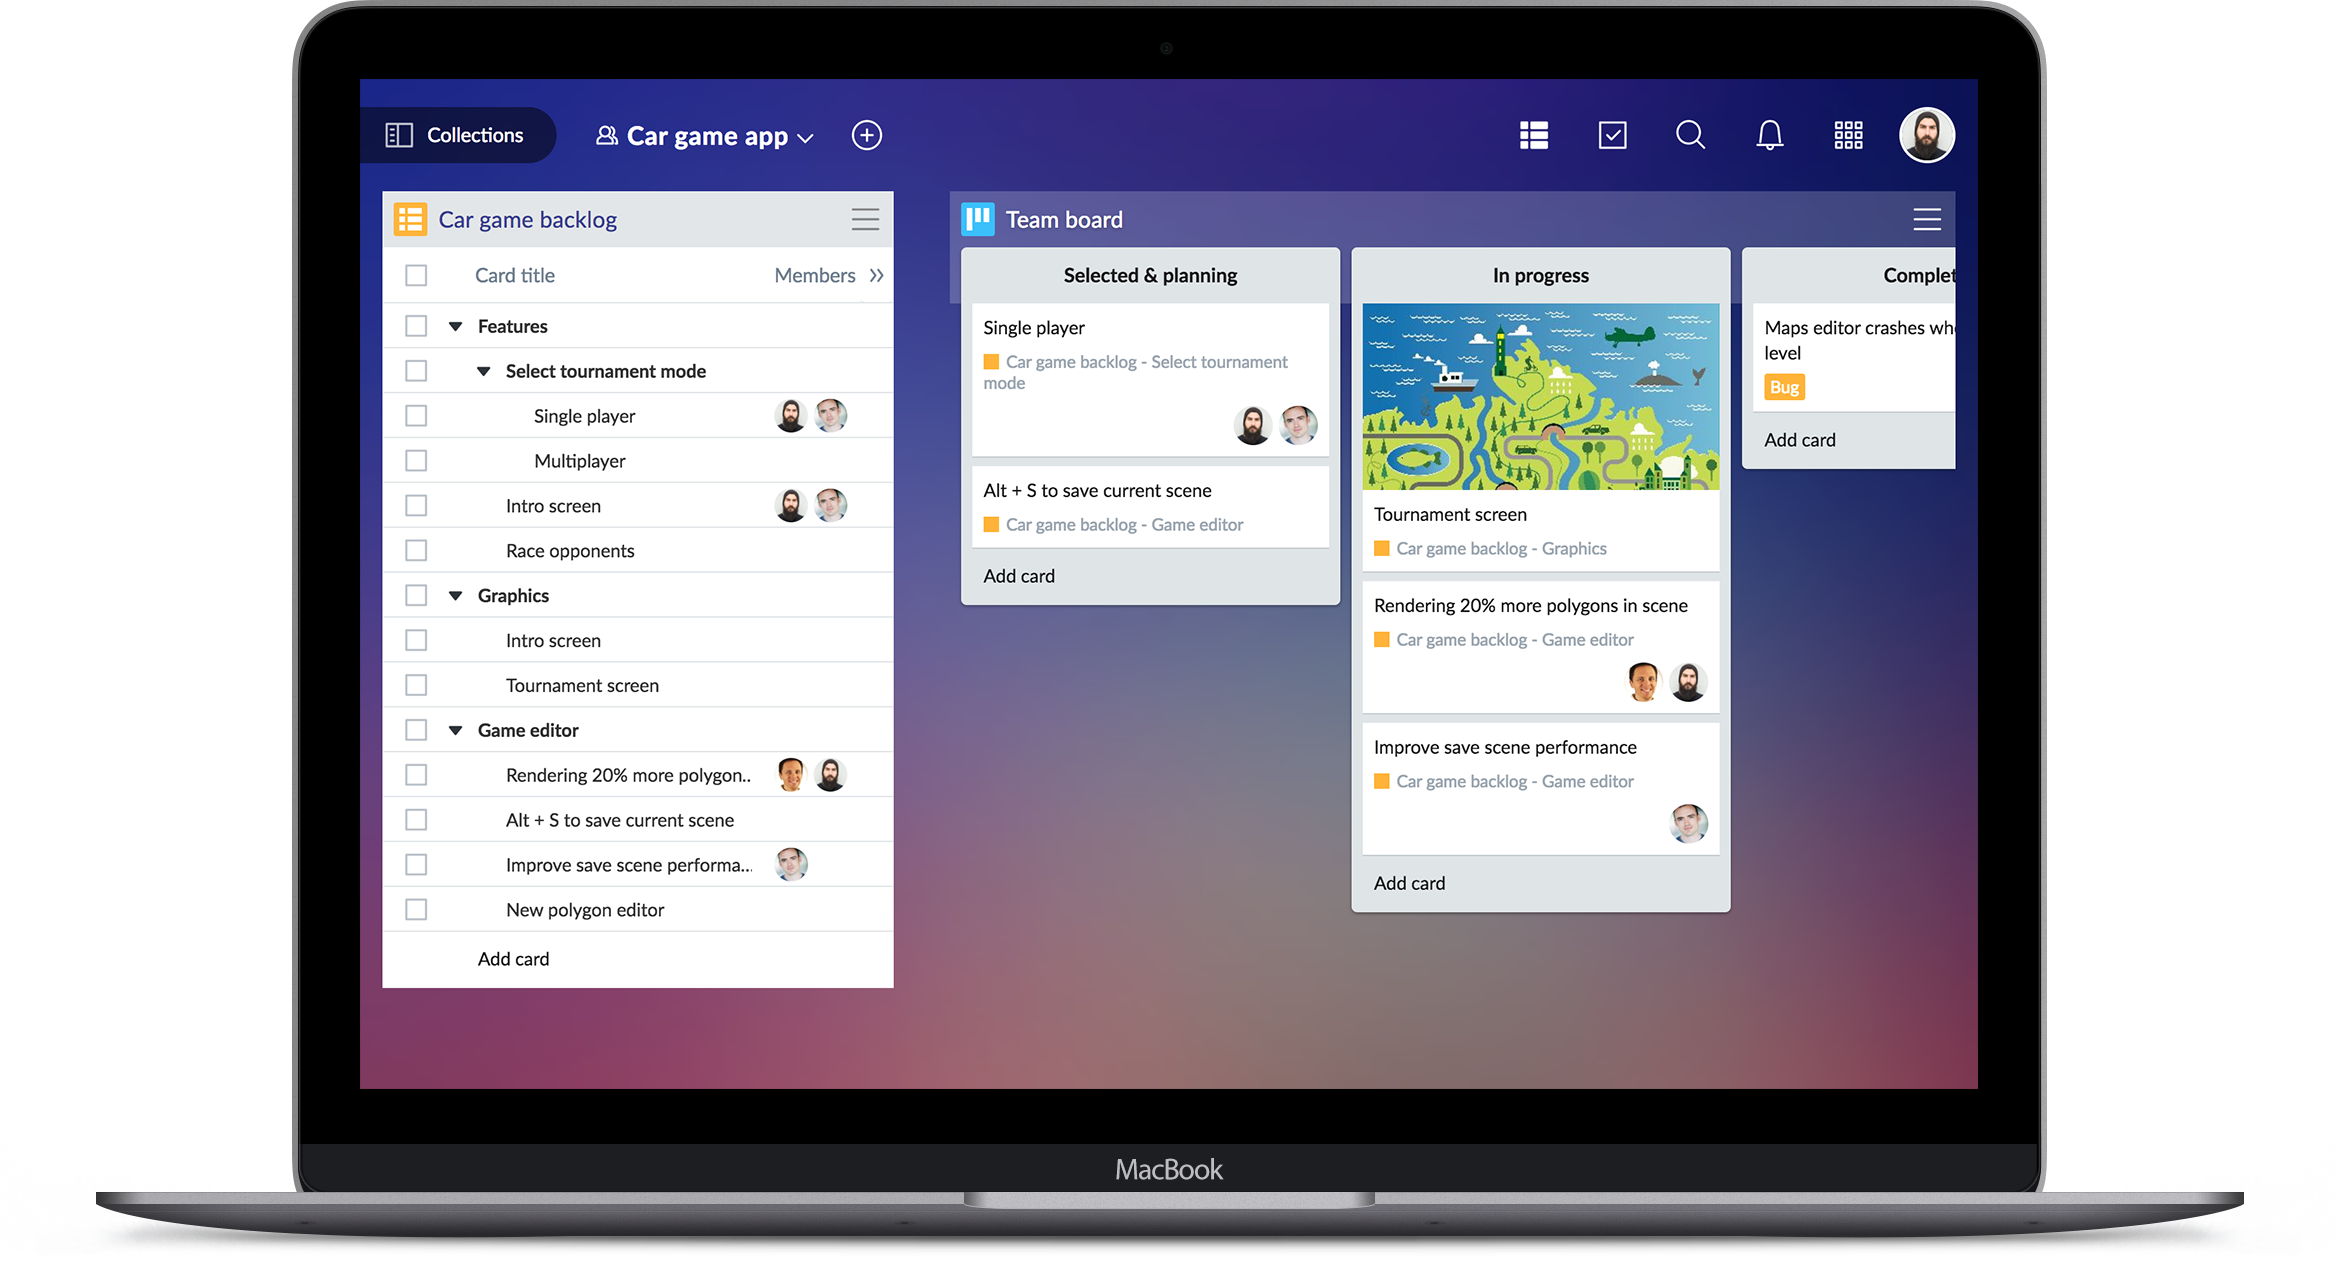 Collections
Car game app
Car game backlog
Card title Members
Features
Select tournament mode
Single player
Multiplayer
Intro screen
Race opponents
Graphics
Intro screen
Tournament screen
Game editor
Rendering 20% more polygon..
Alt + S to save current scene
Improve save scene performa...
New polygon editor
Add card
Team board
Selected & planning
Single player
Car game backlog - Select tournament
mode
Alt + S to save current scene
Car game backlog - Game editor
Add card
In progress
Tournament screen
Car game backlog - Graphics
Rendering 20% more polygons in scene
Car game backlog - Game editor
Improve save scene performance
Car game backlog - Game editor
Add card
Complet
Maps editor crashes wh
level
Bug
Add card
MacBook